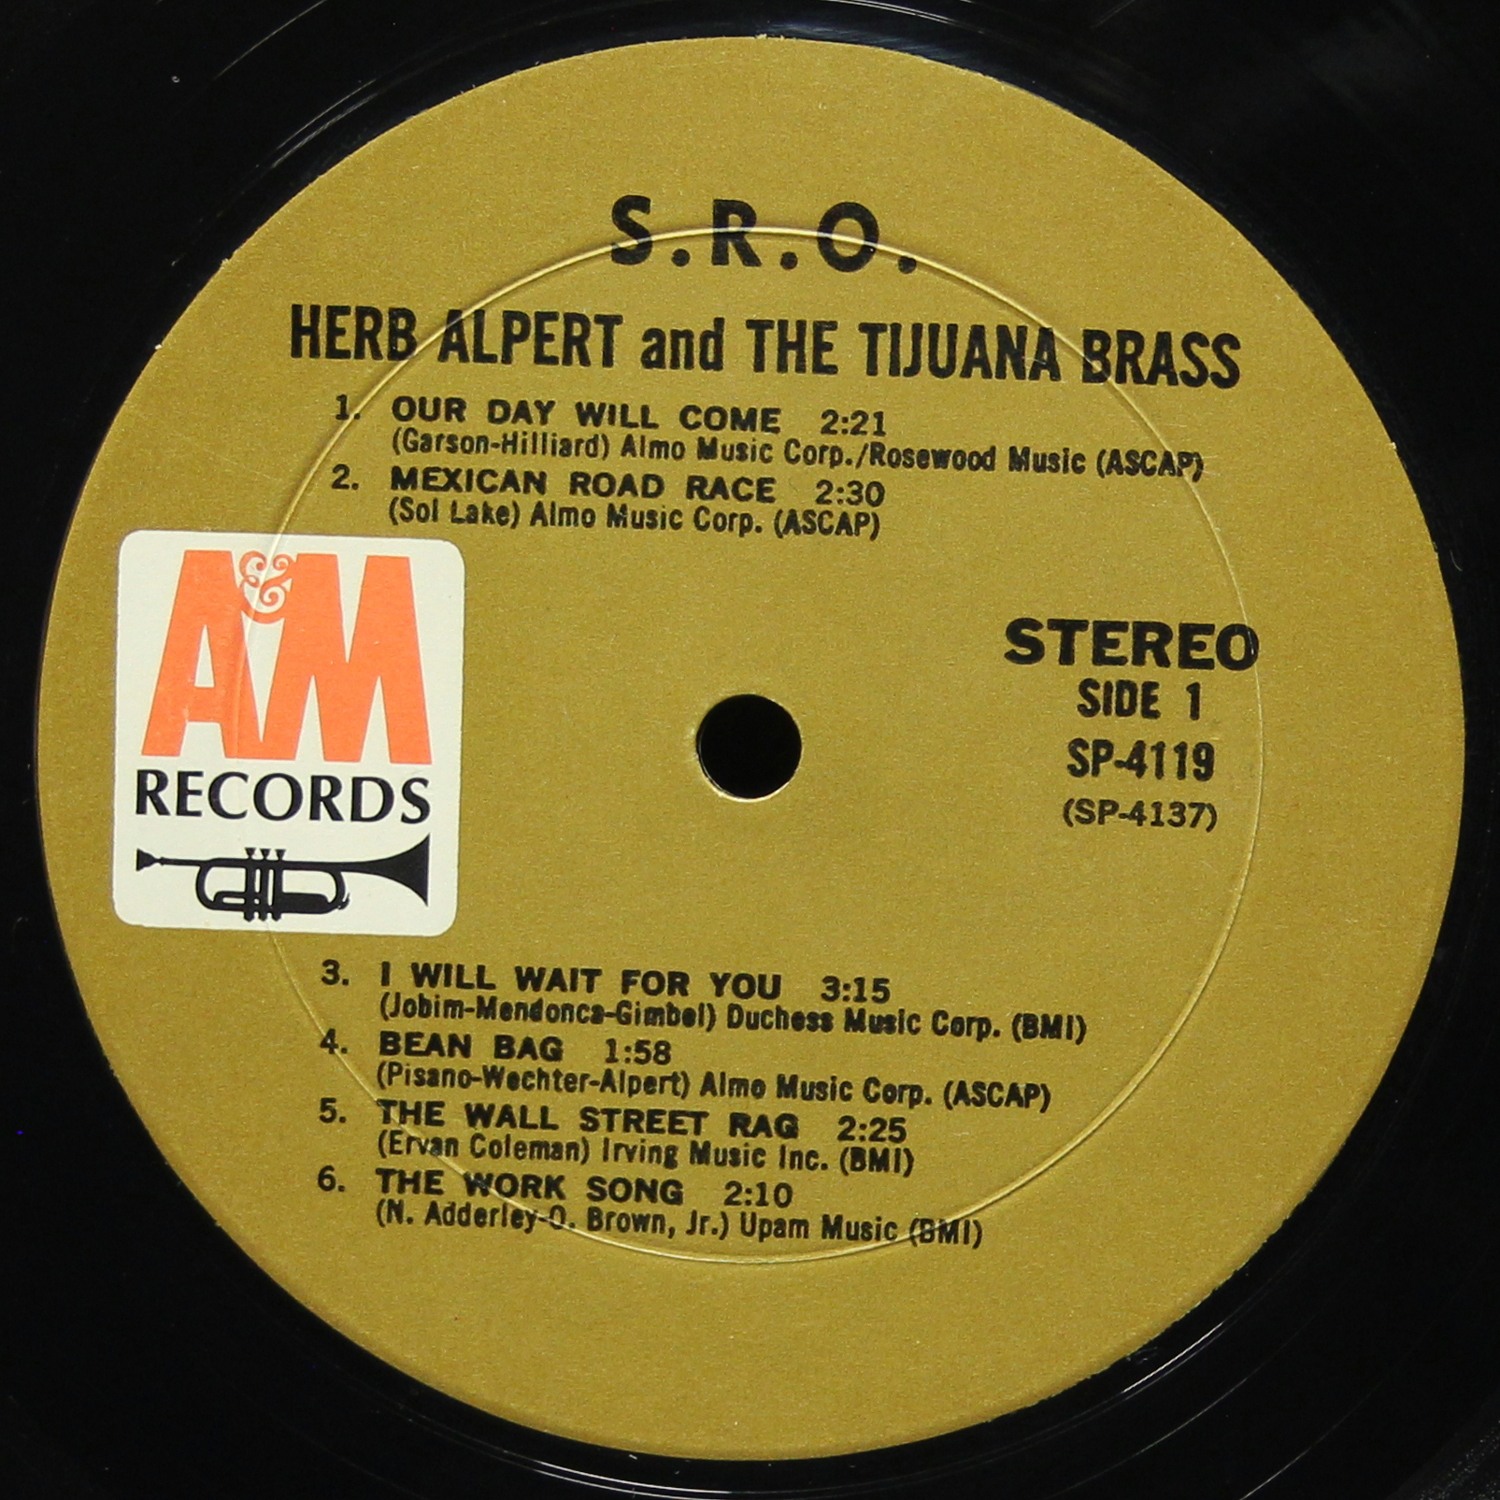 S.R.O.
HERB ALPERT and THE TIJUANA BRASS
1. OUR DAY WILL COME 2:21
(Garson-Hilliard) Almo Music Corp./Rosewood Music (ASCAP)
2. MEXICAN ROAD RACE 2:30
(Sol Lake) Almo Music Corp. (ASCAP)
A&M
RECORDS
STEREO
SIDE 1
SP-4119
(SP-4137)
3. I WILL WAIT FOR YOU 3:15
(Jobim-Mendonca-Gimbel) Duchess Music Corp. (BMI)
4. BEAN BAG 1:58
(Pisano-Wechter-Alpert) Almo Music Corp. (ASCAP)
5. THE WALL STREET RAG 2:25
(Ervan Coleman) Irving Music Inc. (BMI)
6. THE WORK SONG 2:10
(N. Adderley-O. Brown, Jr.) Upam Music (BMI)